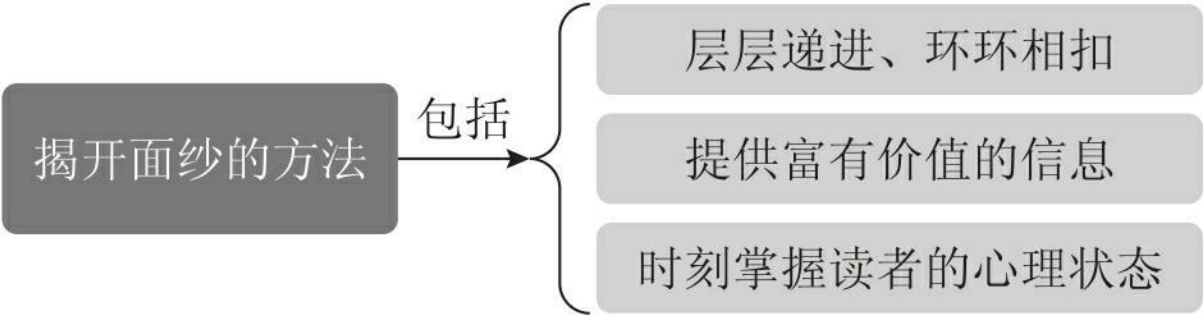 揭开面纱的方法
包括
层层递进、环环相扣
提供富有价值的信息
时刻掌握读者的心理状态